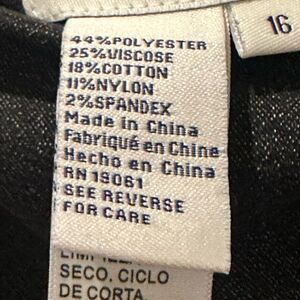 16
44%POLYESTER
25%VISCOSE
18%COTTON
11%NYLON
2%SPANDEX
Made in China
Fabriqué en Chine
Hecho en China
RN 19061
SEE REVERSE
FOR CARE
SECO. CICLO
DE CORTA